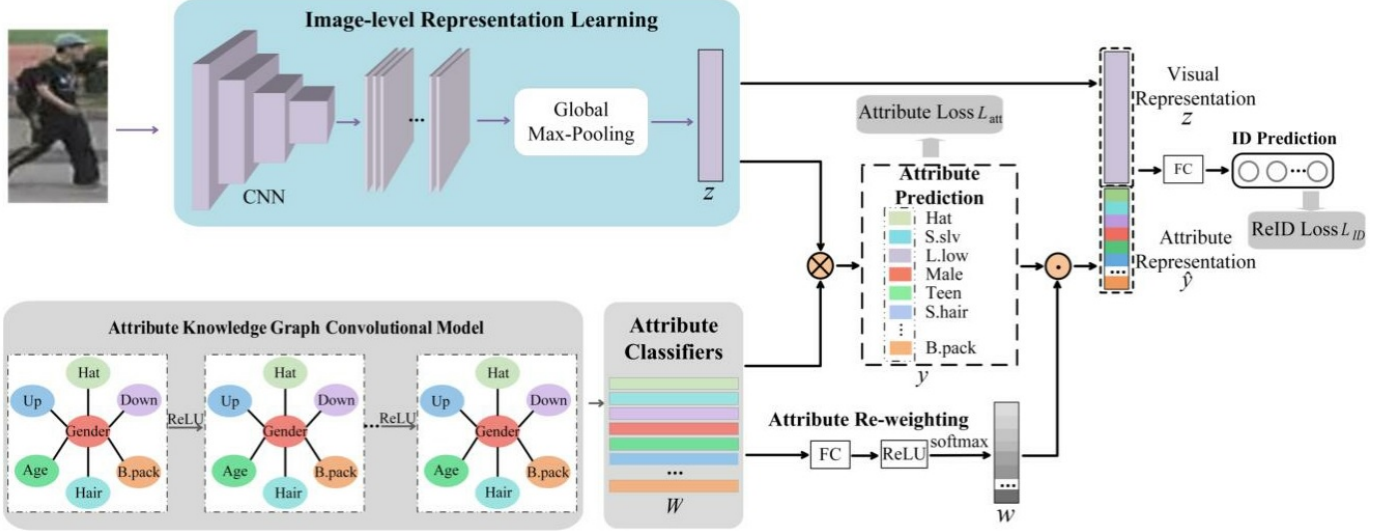 Image-level Representation Learning
CNN
...
Global
Max-Pooling
z
Visual
Representation
z
ID Prediction
FC
...
ReID Loss L_ID
Attribute
Representation
ŷ
...
Attribute Loss L_att
Attribute
Prediction
Hat
S.slv
L.low
Male
Teen
S.hair
⋮
B.pack
y
Attribute Knowledge Graph Convolutional Model
Hat
Up
Down
Gender
Age
B.pack
Hair
ReLU
Hat
Up
Down
Gender
Age
B.pack
Hair
... ReLU
Hat
Up
Down
Gender
Age
B.pack
Hair
Attribute
Classifiers
...
W
Attribute Re-weighting
FC
ReLU
softmax
...
w